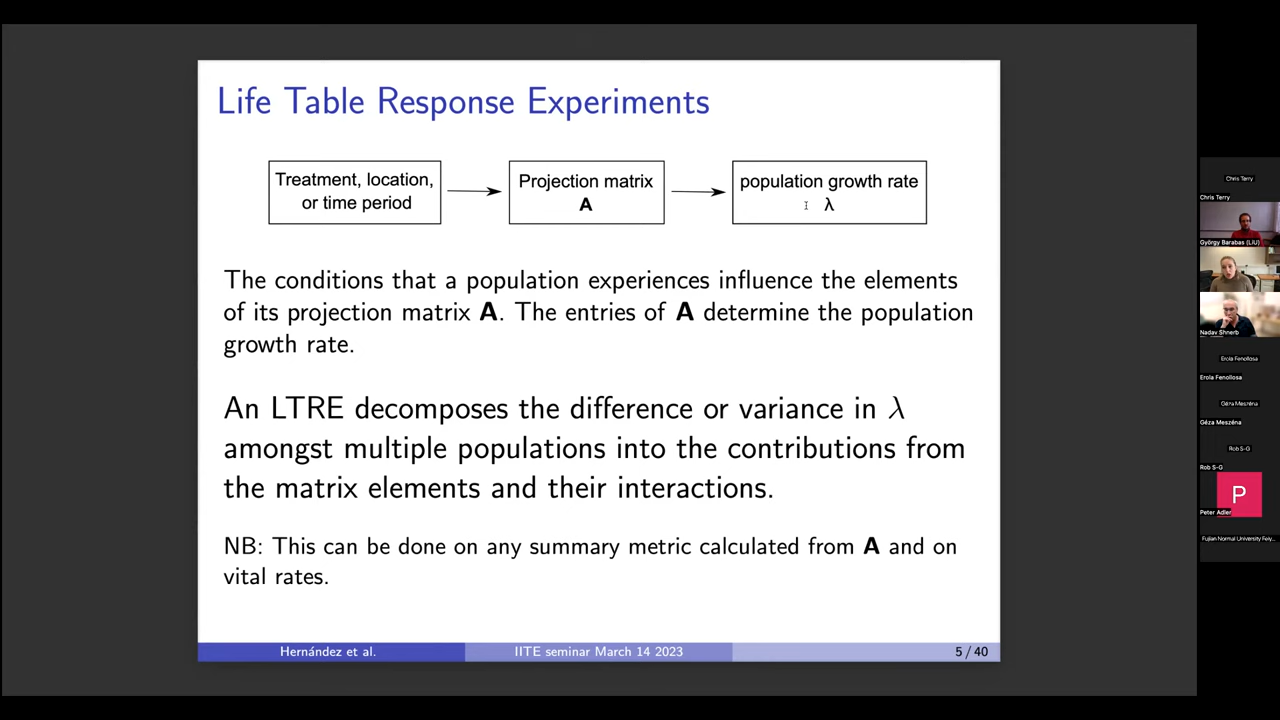 Life Table Response Experiments
Treatment, location,
or time period
Projection matrix
A
population growth rate
λ
The conditions that a population experiences influence the elements
of its projection matrix A. The entries of A determine the population
growth rate.
An LTRE decomposes the difference or variance in λ
amongst multiple populations into the contributions from
the matrix elements and their interactions.
NB: This can be done on any summary metric calculated from A and on
vital rates.
Hernández et al.
IITE seminar March 14 2023
5 / 40
Chris Terry
Chris Terry
György Barabas (LiU)
Nadav Shnerb
Erola Fenollosa
Erola Fenollosa
Géza Meszéna
Géza Meszéna
Rob S-G
Rob S-G
P
Peter Adler
Fujian Normal University